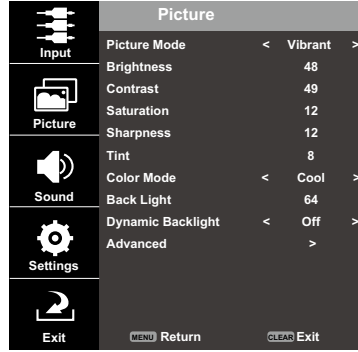 Picture
Input
Picture
Sound
Settings
Exit
Picture Mode < Vibrant >
Brightness 48
Contrast 49
Saturation 12
Sharpness 12
Tint 8
Color Mode < Cool >
Back Light 64
Dynamic Backlight < Off >
Advanced >
MENU Return CLEAR Exit